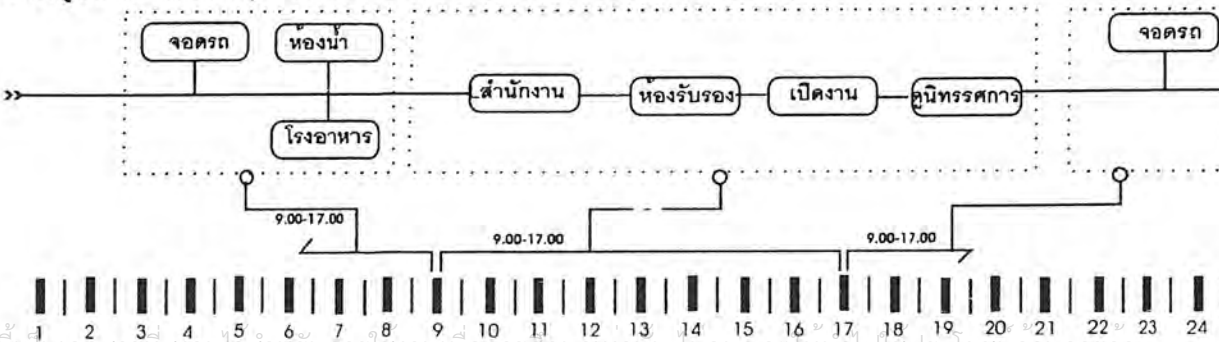 จอดรถ
ห้องน้ำ
จอดรถ
สำนักงาน
ห้องรับรอง
เปิดงาน
ดูนิทรรศการ
โรงอาหาร
9.00-17.00
9.00-17.00
9.00-17.00
1 2 3 4 5 6 7 8 9 10 11 12 13 14 15 16 17 18 19 20 21 22 23 24